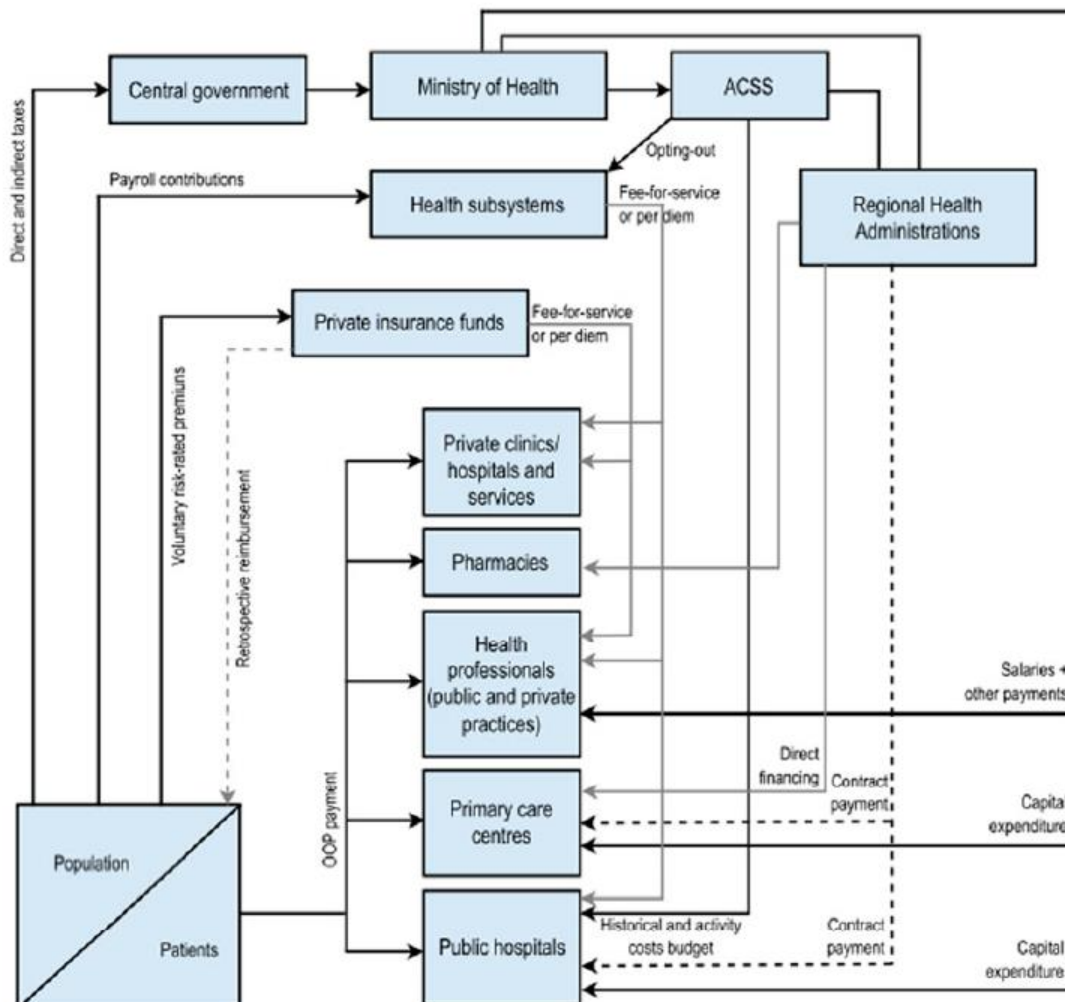 Central government
Ministry of Health
ACSS
Direct and indirect taxes
Opting-out
Payroll contributions
Health subsystems
Fee-for-service
or per diem
Regional Health
Administrations
Private insurance funds
Fee-for-service
or per diem
Voluntary risk-rated premiuns
Retrospective reimbursement
Private clinics/
hospitals and
services
Pharmacies
Health
professionals
(public and private
practices)
Salaries +
other payments
OOP payment
Direct
financing
Primary care
centres
Contract
payment
Capital
expenditure
Population
Patients
Public hospitals
Historical and activity
costs budget
Contract
payment
Capital
expenditure